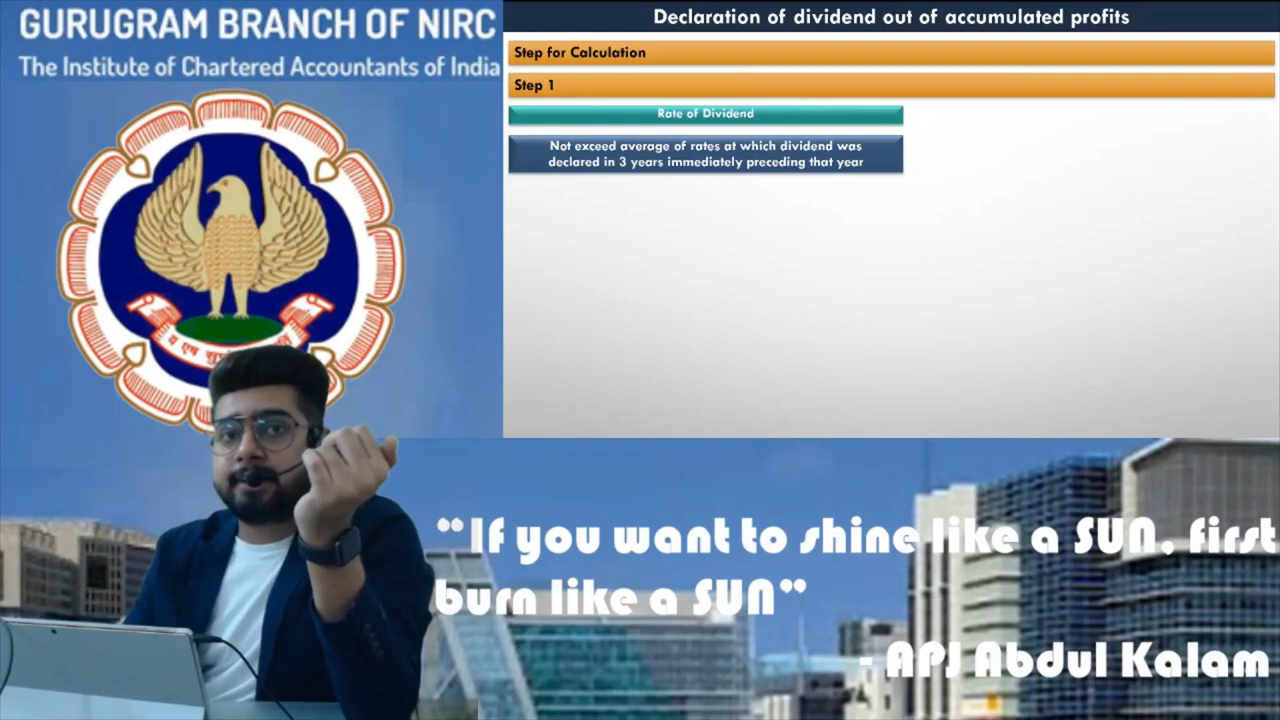 GURUGRAM BRANCH OF NIRC
The Institute of Chartered Accountants of India
य एष सु
Declaration of dividend out of accumulated profits
Step for Calculation
Step 1
Rate of Dividend
Not exceed average of rates at which dividend was
declared in 3 years immediately preceding that year
“If you want to shine like a SUN, first
burn like a SUN”
- APJ Abdul Kalam